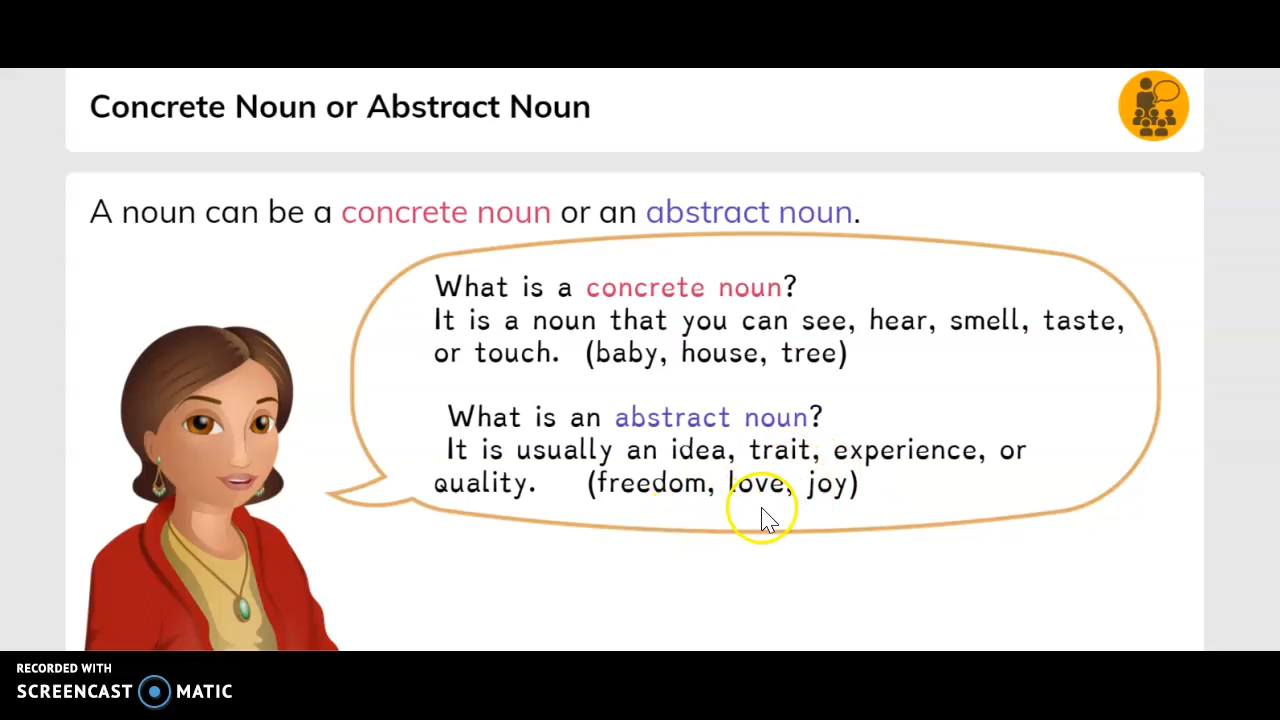 Concrete Noun or Abstract Noun
A noun can be a concrete noun or an abstract noun.
What is a concrete noun?
It is a noun that you can see, hear, smell, taste,
or touch. (baby, house, tree)
What is an abstract noun?
It is usually an idea, trait, experience, or
quality. (freedom, love, joy)
RECORDED WITH
SCREENCAST MATIC